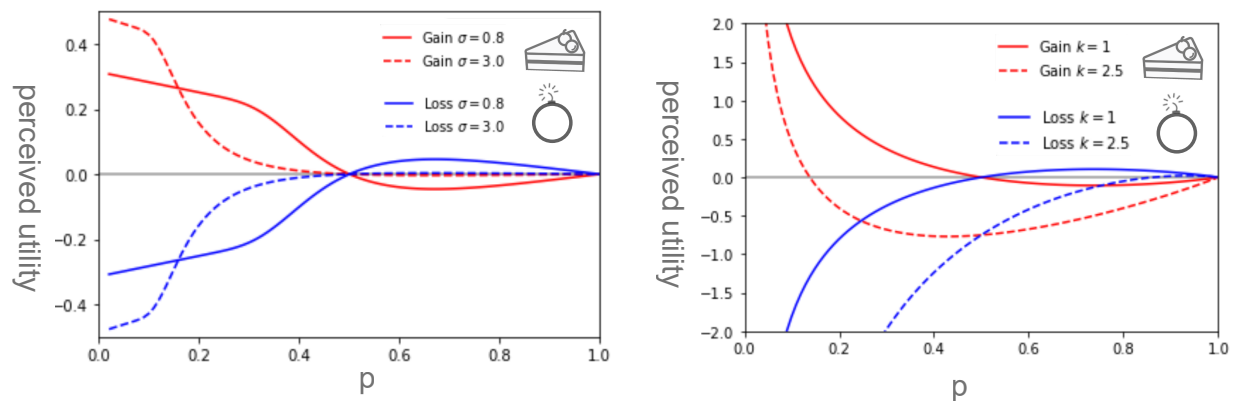 perceived utility
0.4
0.2
0.0
−0.2
−0.4
0.0
0.2
0.4
0.6
0.8
1.0
p
Gain σ = 0.8
Gain σ = 3.0
Loss σ = 0.8
Loss σ = 3.0
perceived utility
2.0
1.5
1.0
0.5
0.0
−0.5
−1.0
−1.5
−2.0
0.0
0.2
0.4
0.6
0.8
1.0
p
Gain k = 1
Gain k = 2.5
Loss k = 1
Loss k = 2.5